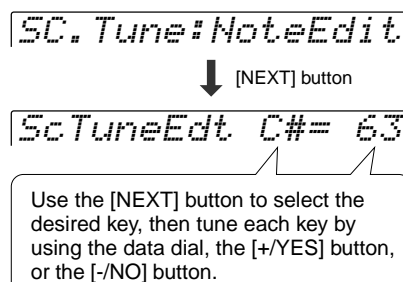 SC.Tune:NoteEdit
[NEXT] button
ScTuneEdt C#= 63
Use the [NEXT] button to select the
desired key, then tune each key by
using the data dial, the [+/YES] button,
or the [-/NO] button.